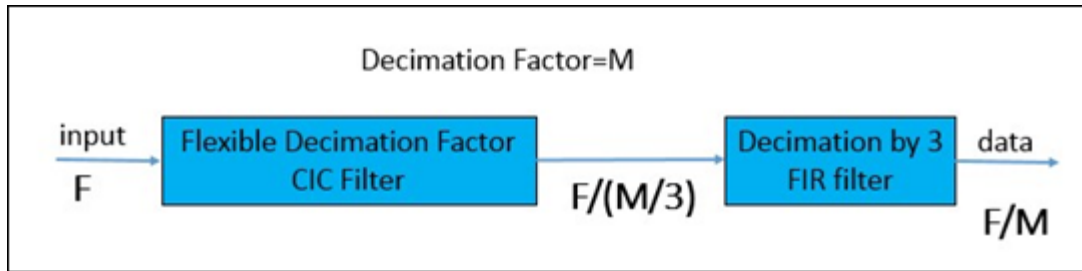 Decimation Factor=M
input
F
Flexible Decimation Factor
CIC Filter
F/(M/3)
Decimation by 3
FIR filter
data
F/M